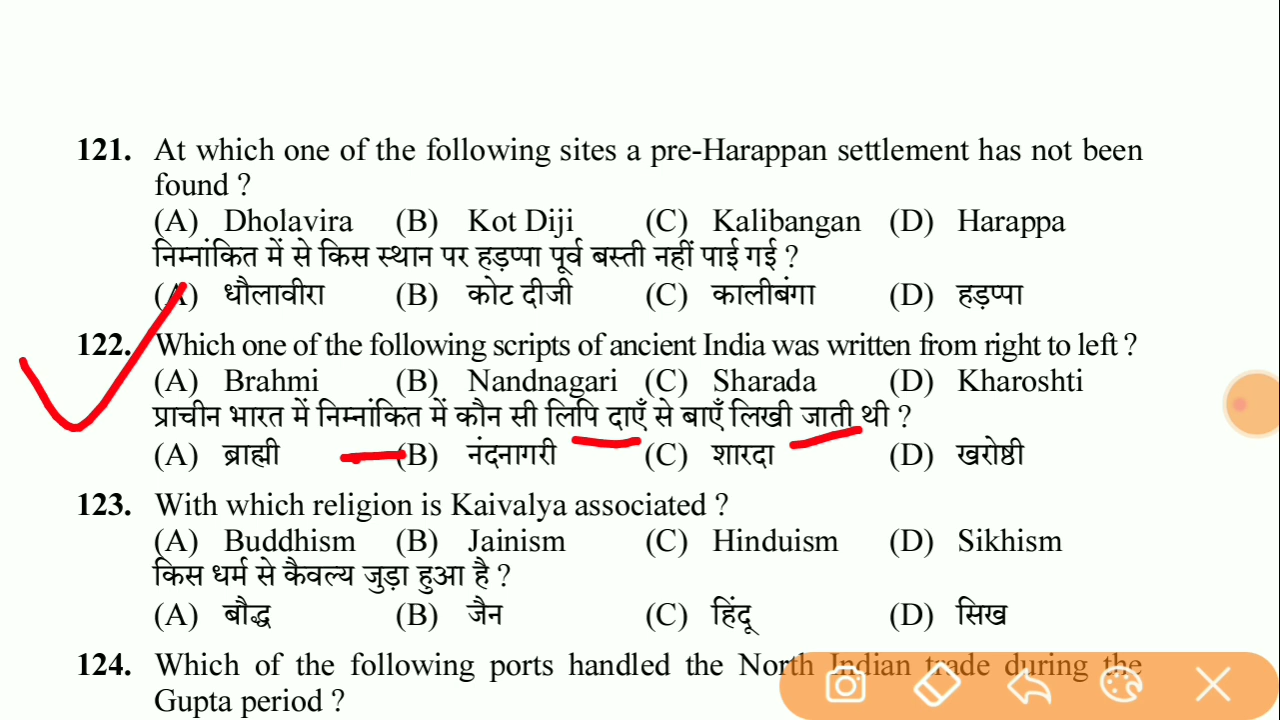 121. At which one of the following sites a pre-Harappan settlement has not been
found ?
(A) Dholavira (B) Kot Diji (C) Kalibangan (D) Harappa
निम्नांकित में से किस स्थान पर हड़प्पा पूर्व बस्ती नहीं पाई गई ?
(A) धौलावीरा (B) कोट दीजी (C) कालीबंगा (D) हड़प्पा
122. Which one of the following scripts of ancient India was written from right to left ?
(A) Brahmi (B) Nandnagari (C) Sharada (D) Kharoshti
प्राचीन भारत में निम्नांकित में कौन सी लिपि दाएँ से बाएँ लिखी जाती थी ?
(A) ब्राह्मी (B) नंदनागरी (C) शारदा (D) खरोष्ठी
123. With which religion is Kaivalya associated ?
(A) Buddhism (B) Jainism (C) Hinduism (D) Sikhism
किस धर्म से कैवल्य जुड़ा हुआ है ?
(A) बौद्ध (B) जैन (C) हिंदू (D) सिख
124. Which of the following ports handled the North Indian trade during the
Gupta period ?